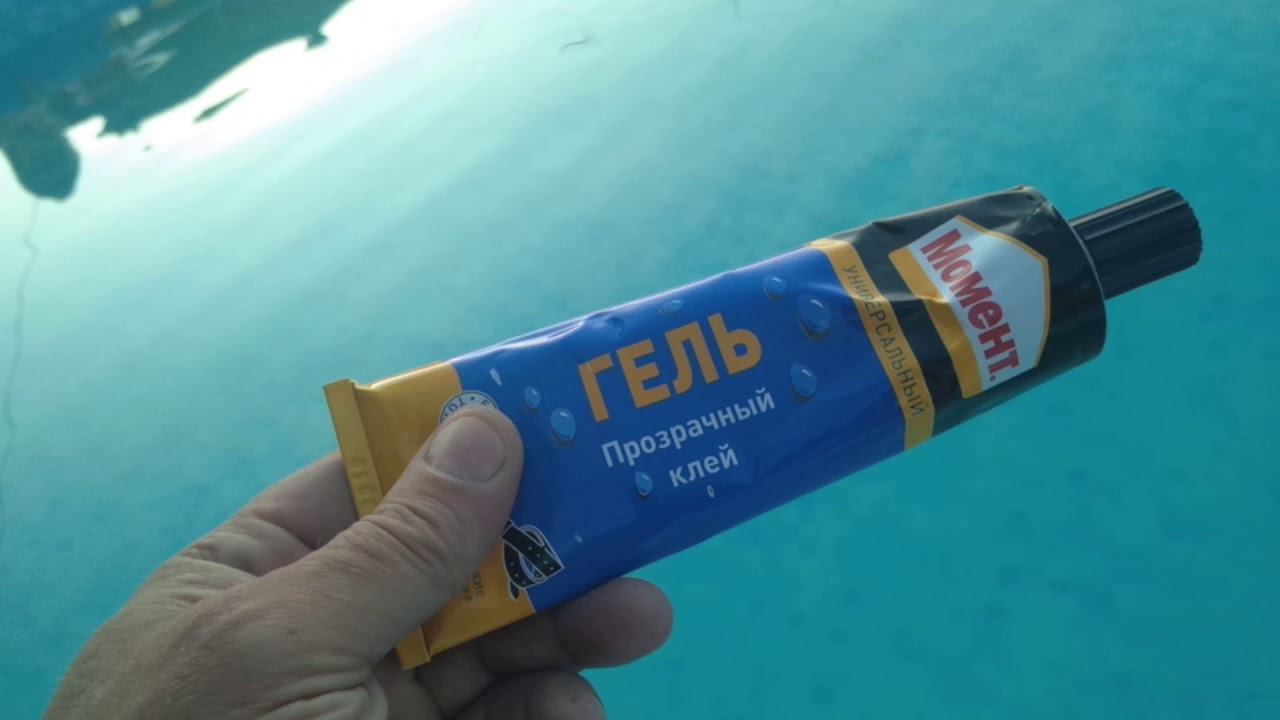 МОМЕНТ.
УНИВЕРСАЛЬНЫЙ
ГЕЛЬ
Прозрачный
клей